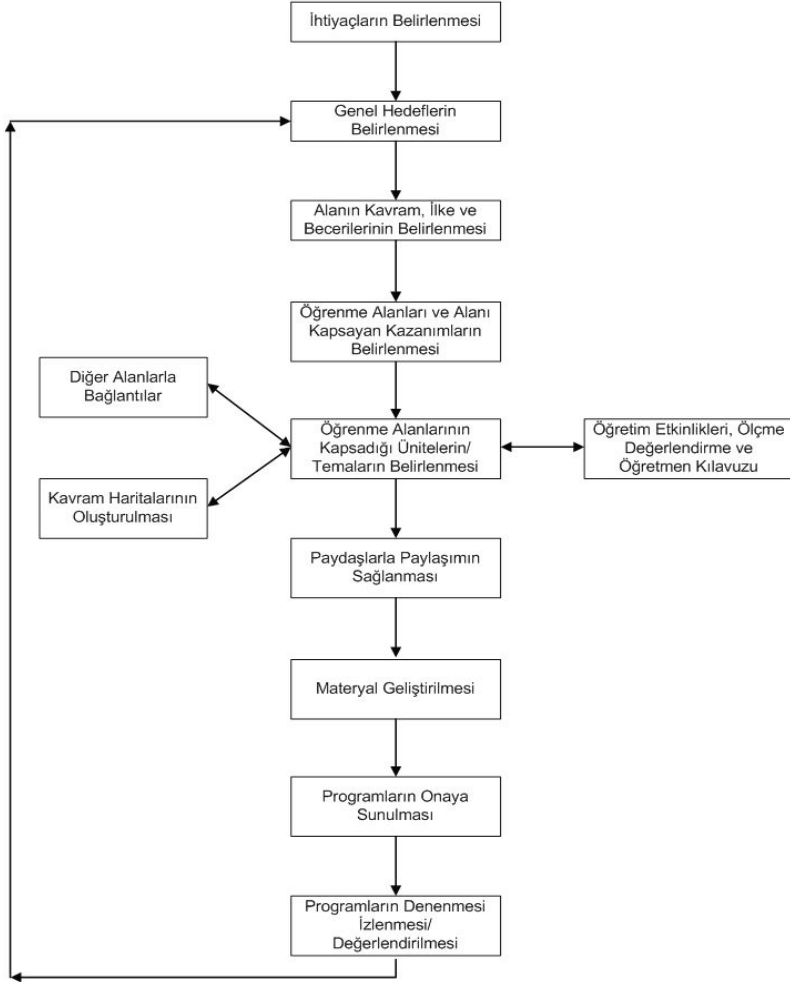 İhtiyaçların Belirlenmesi
Genel Hedeflerin
Belirlenmesi
Alanın Kavram, İlke ve
Becerilerinin Belirlenmesi
Öğrenme Alanları ve Alanı
Kapsayan Kazanımların
Belirlenmesi
Diğer Alanlarla
Bağlantılar
Öğrenme Alanlarının
Kapsadığı Ünitelerin/
Temaların Belirlenmesi
Öğretim Etkinlikleri, Ölçme
Değerlendirme ve
Öğretmen Kılavuzu
Kavram Haritalarının
Oluşturulması
Paydaşlarla Paylaşımın
Sağlanması
Materyal Geliştirilmesi
Programların Onaya
Sunulması
Programların Denenmesi
İzlenmesi/
Değerlendirilmesi